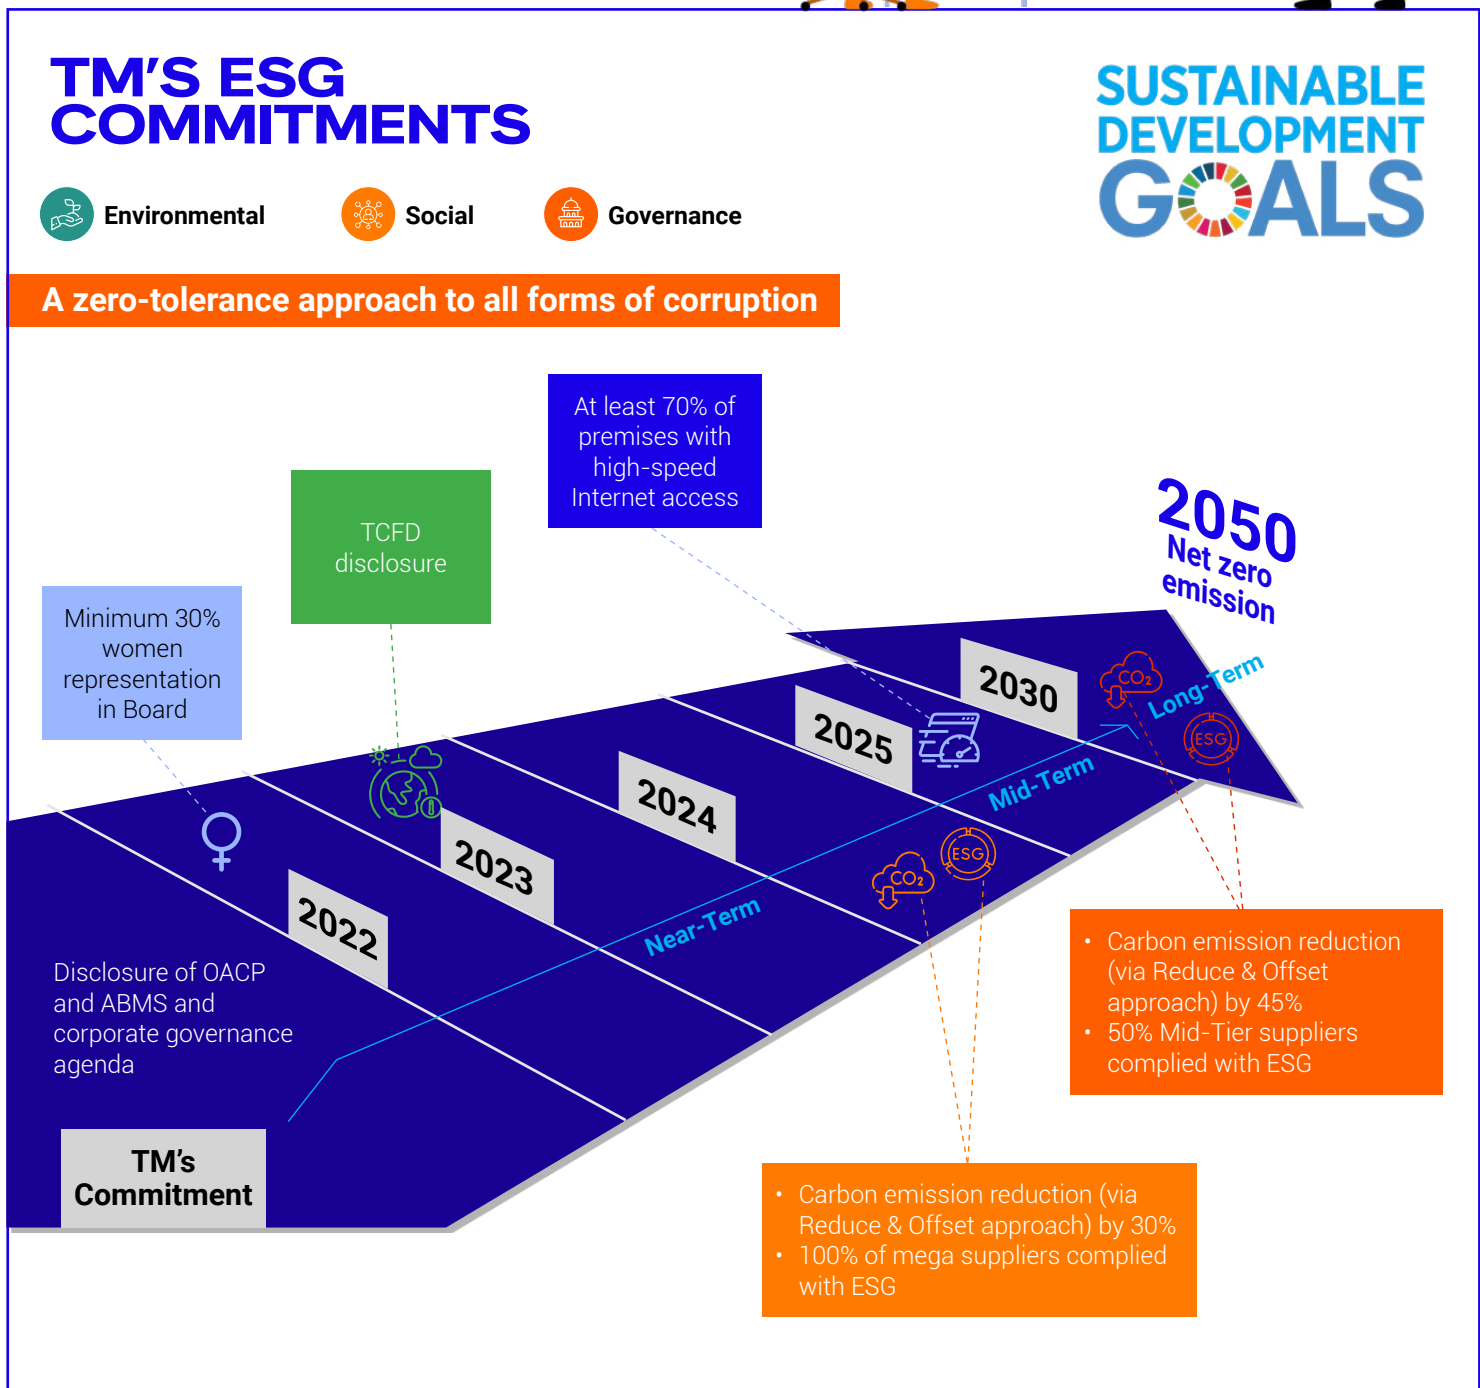 TM'S ESG
COMMITMENTS
SUSTAINABLE
DEVELOPMENT
GOALS
Environmental
Social
Governance
A zero-tolerance approach to all forms of corruption
At least 70% of
premises with
high-speed
Internet access
TCFD
disclosure
Minimum 30%
women
representation
in Board
2050
Net zero
emission
2030
2025
2024
2023
2022
CO2
ESG
Long-Term
Mid-Term
Near-Term
CO2
ESG
Disclosure of OACP
and ABMS and
corporate governance
agenda
TM's
Commitment
• Carbon emission reduction
(via Reduce & Offset
approach) by 45%
• 50% Mid-Tier suppliers
complied with ESG
• Carbon emission reduction (via
Reduce & Offset approach) by 30%
• 100% of mega suppliers complied
with ESG